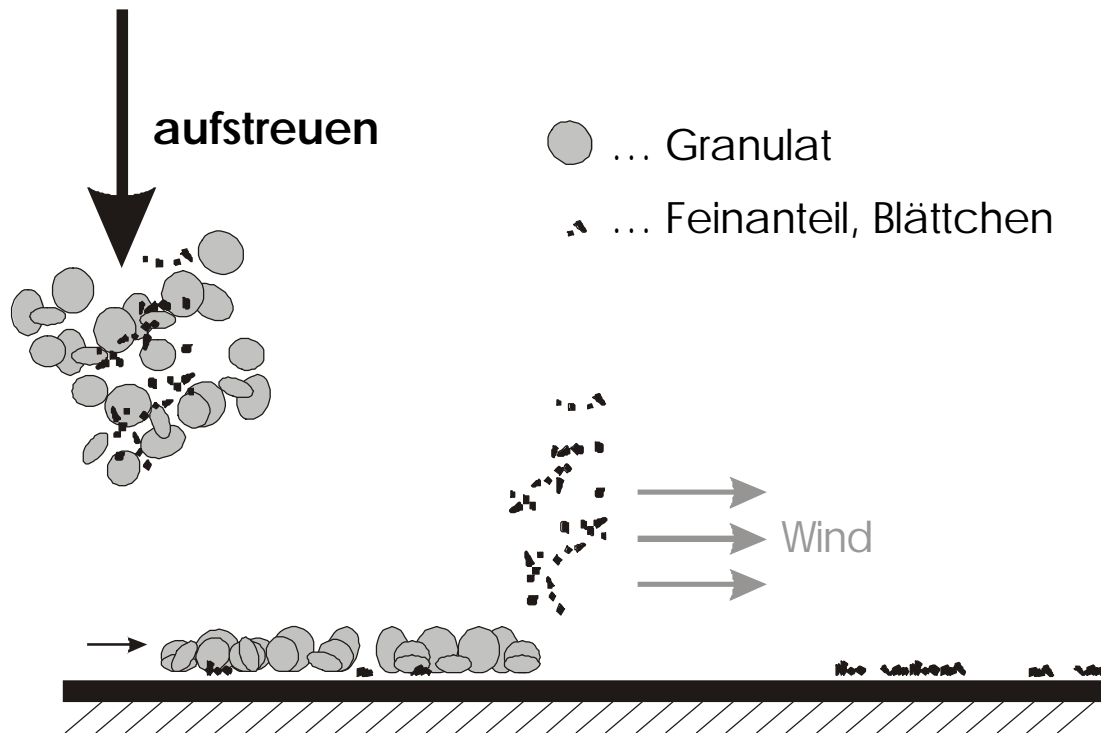 aufstreuen
... Granulat
... Feinanteil, Blättchen
Wind